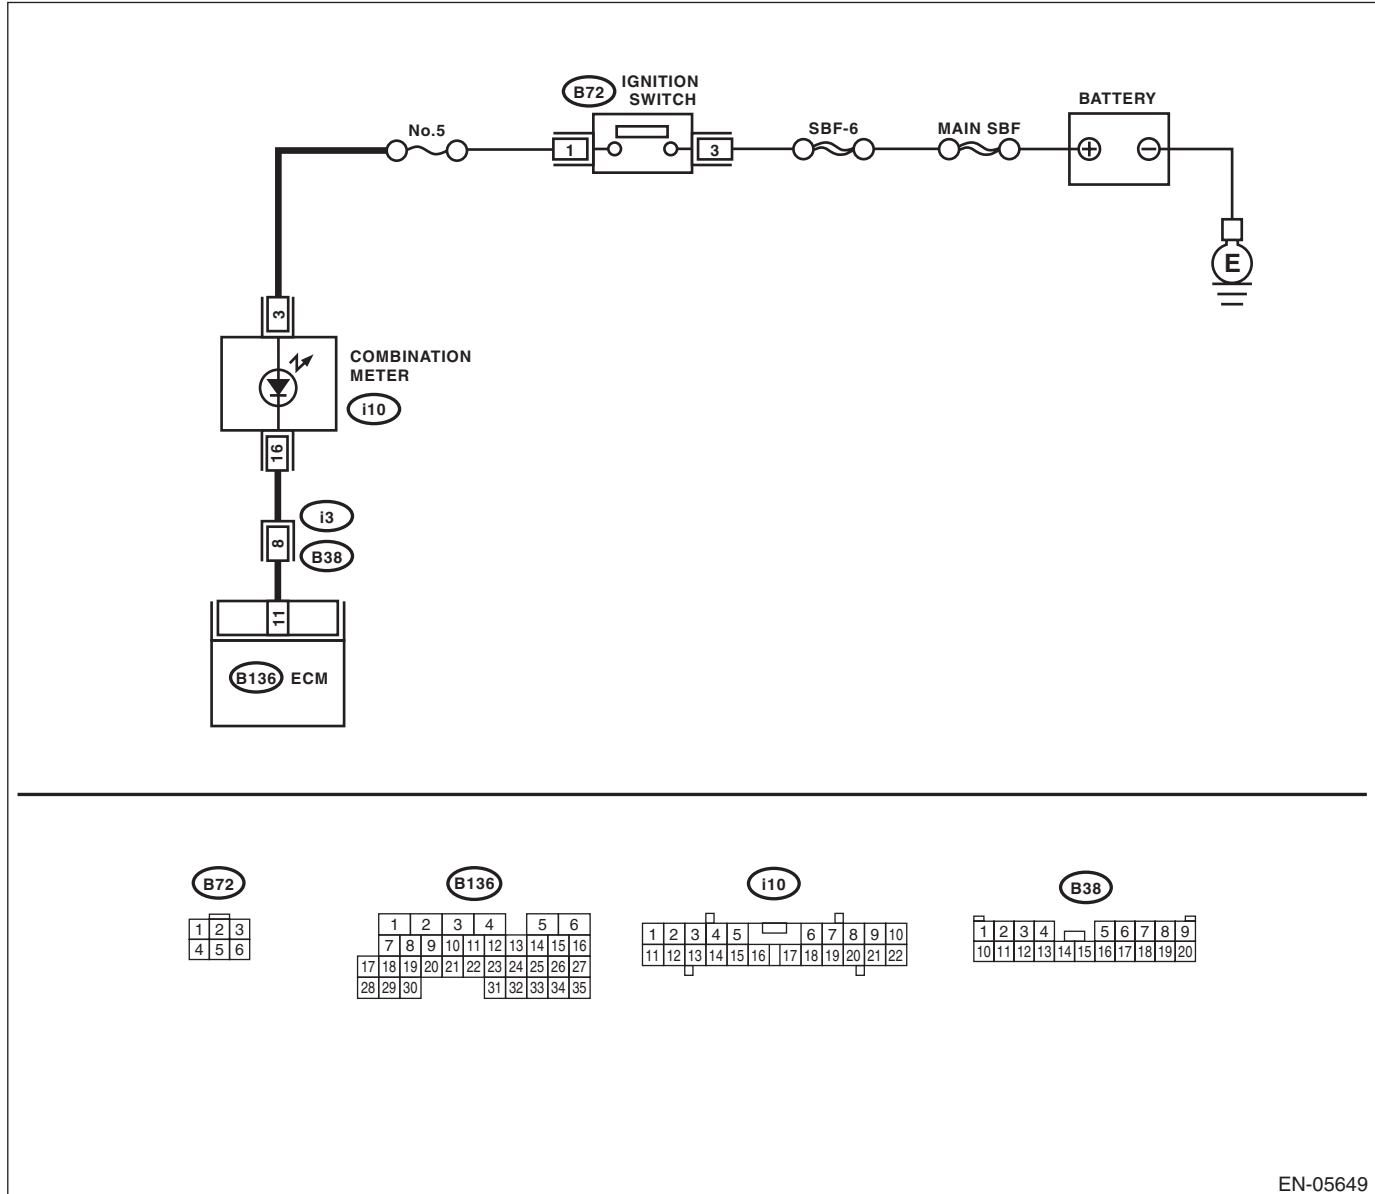 B72
IGNITION
SWITCH
BATTERY
No.5
SBF-6
MAIN SBF
1
3
E
3
COMBINATION
METER
i10
16
i3
8
B38
11
B136 ECM
B72
1 2 3
4 5 6
B136
1 2 3 4 5 6
7 8 9 10 11 12 13 14 15 16
17 18 19 20 21 22 23 24 25 26 27
28 29 30 31 32 33 34 35
i10
1 2 3 4 5 6 7 8 9 10
11 12 13 14 15 16 17 18 19 20 21 22
B38
1 2 3 4 5 6 7 8 9
10 11 12 13 14 15 16 17 18 19 20
EN-05649